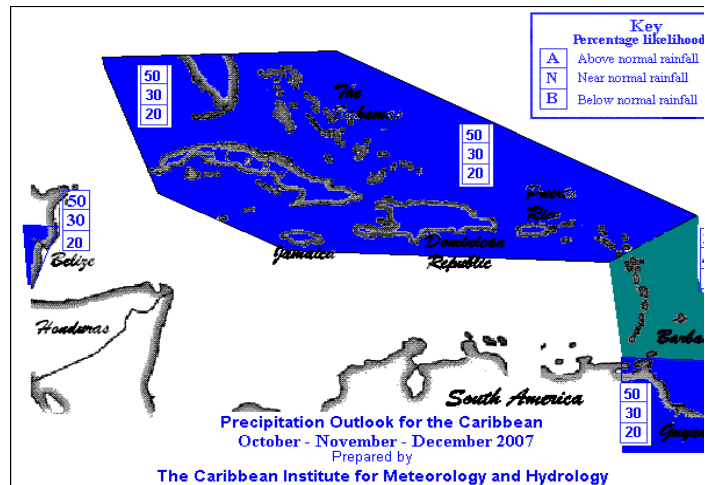 Key
Percentage likelihood
A Above normal rainfall
N Near normal rainfall
B Below normal rainfall
50
30
20
The
Bahamas
50
30
20
Puerto
Rico
50
30
20
Belize
Jamaica
Dominican
Republic
Honduras
South America
50
30
20
Precipitation Outlook for the Caribbean
October - November - December 2007
Prepared by
The Caribbean Institute for Meteorology and Hydrology